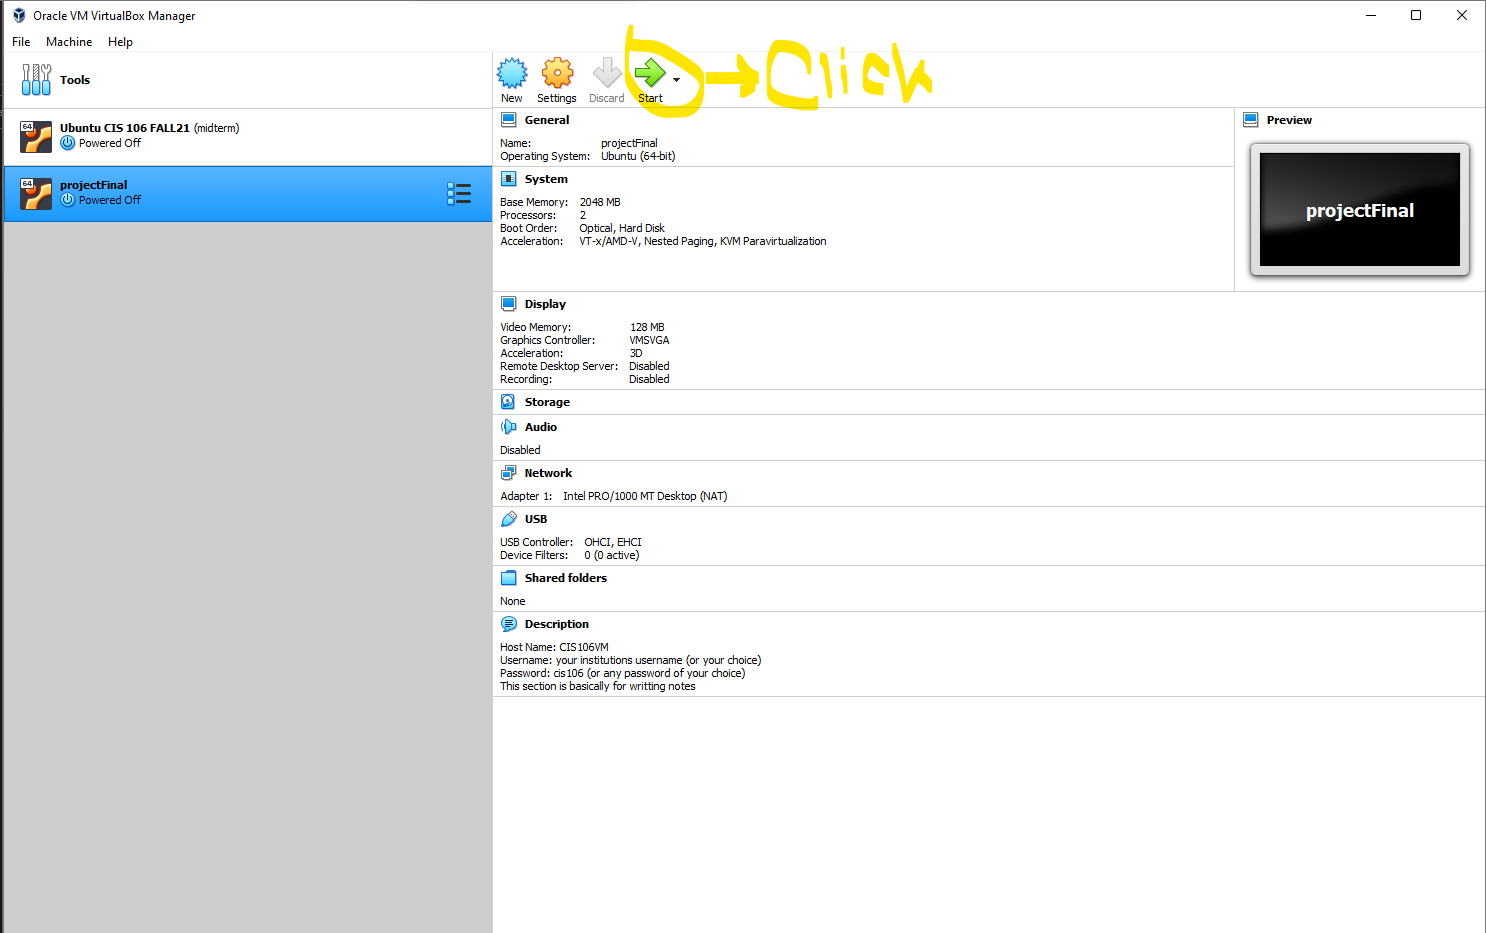 Oracle VM VirtualBox Manager
File Machine Help
Tools
64
Ubuntu CIS 106 FALL21 (midterm)
Powered Off
64
projectFinal
Powered Off
New Settings Discard Start
Click
General
Name: projectFinal
Operating System: Ubuntu (64-bit)
System
Base Memory: 2048 MB
Processors: 2
Boot Order: Optical, Hard Disk
Acceleration: VT-x/AMD-V, Nested Paging, KVM Paravirtualization
Preview
projectFinal
Display
Video Memory: 128 MB
Graphics Controller: VMSVGA
Acceleration: 3D
Remote Desktop Server: Disabled
Recording: Disabled
Storage
Audio
Disabled
Network
Adapter 1: Intel PRO/1000 MT Desktop (NAT)
USB
USB Controller: OHCI, EHCI
Device Filters: 0 (0 active)
Shared folders
None
Description
Host Name: CIS106VM
Username: your institutions username (or your choice)
Password: cis106 (or any password of your choice)
This section is basically for writting notes